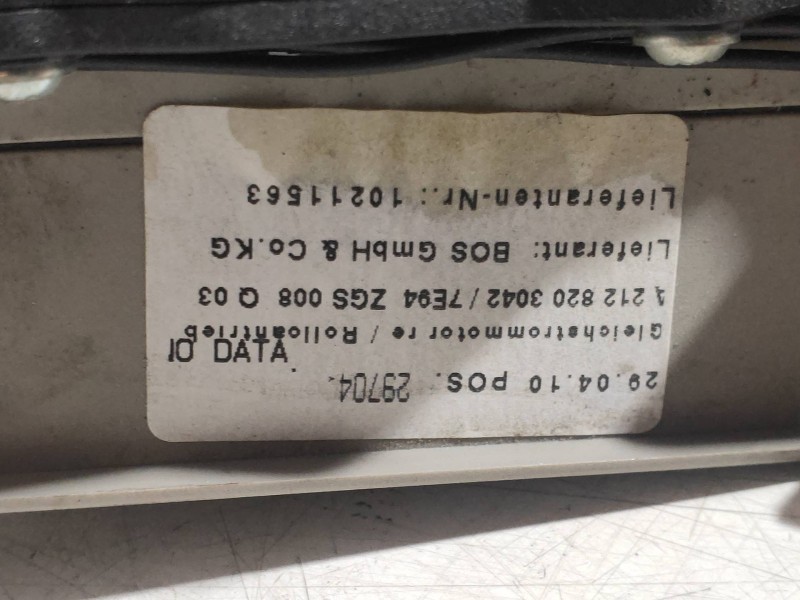 29.04.10 POS. 29704.
IO DATA.
Gleichstrommotor re / Rolloantrieb
A 212 820 3042 / 7E94 ZGS 008 Q 03
Lieferant: BOS GmbH & Co.KG
Lieferanten-Nr.: 10211563